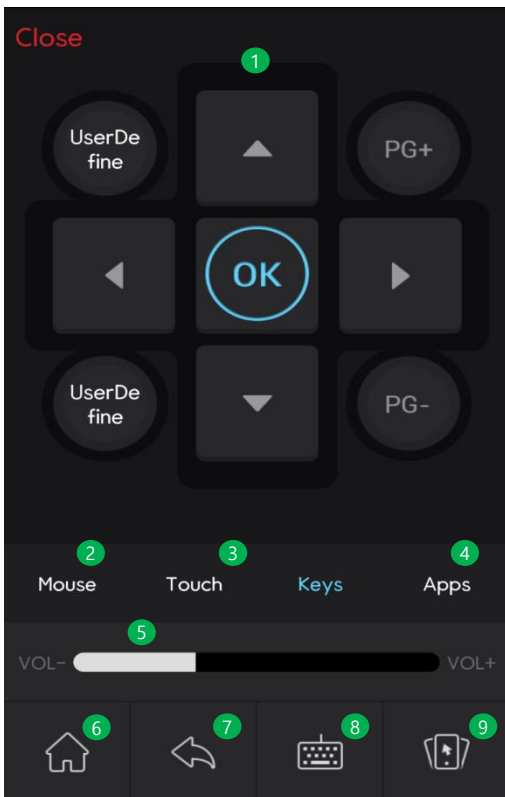 Close
1
UserDe
fine
PG+
OK
UserDe
fine
PG-
2
3
4
Mouse
Touch
Keys
Apps
5
VOL-
VOL+
6
7
8
9